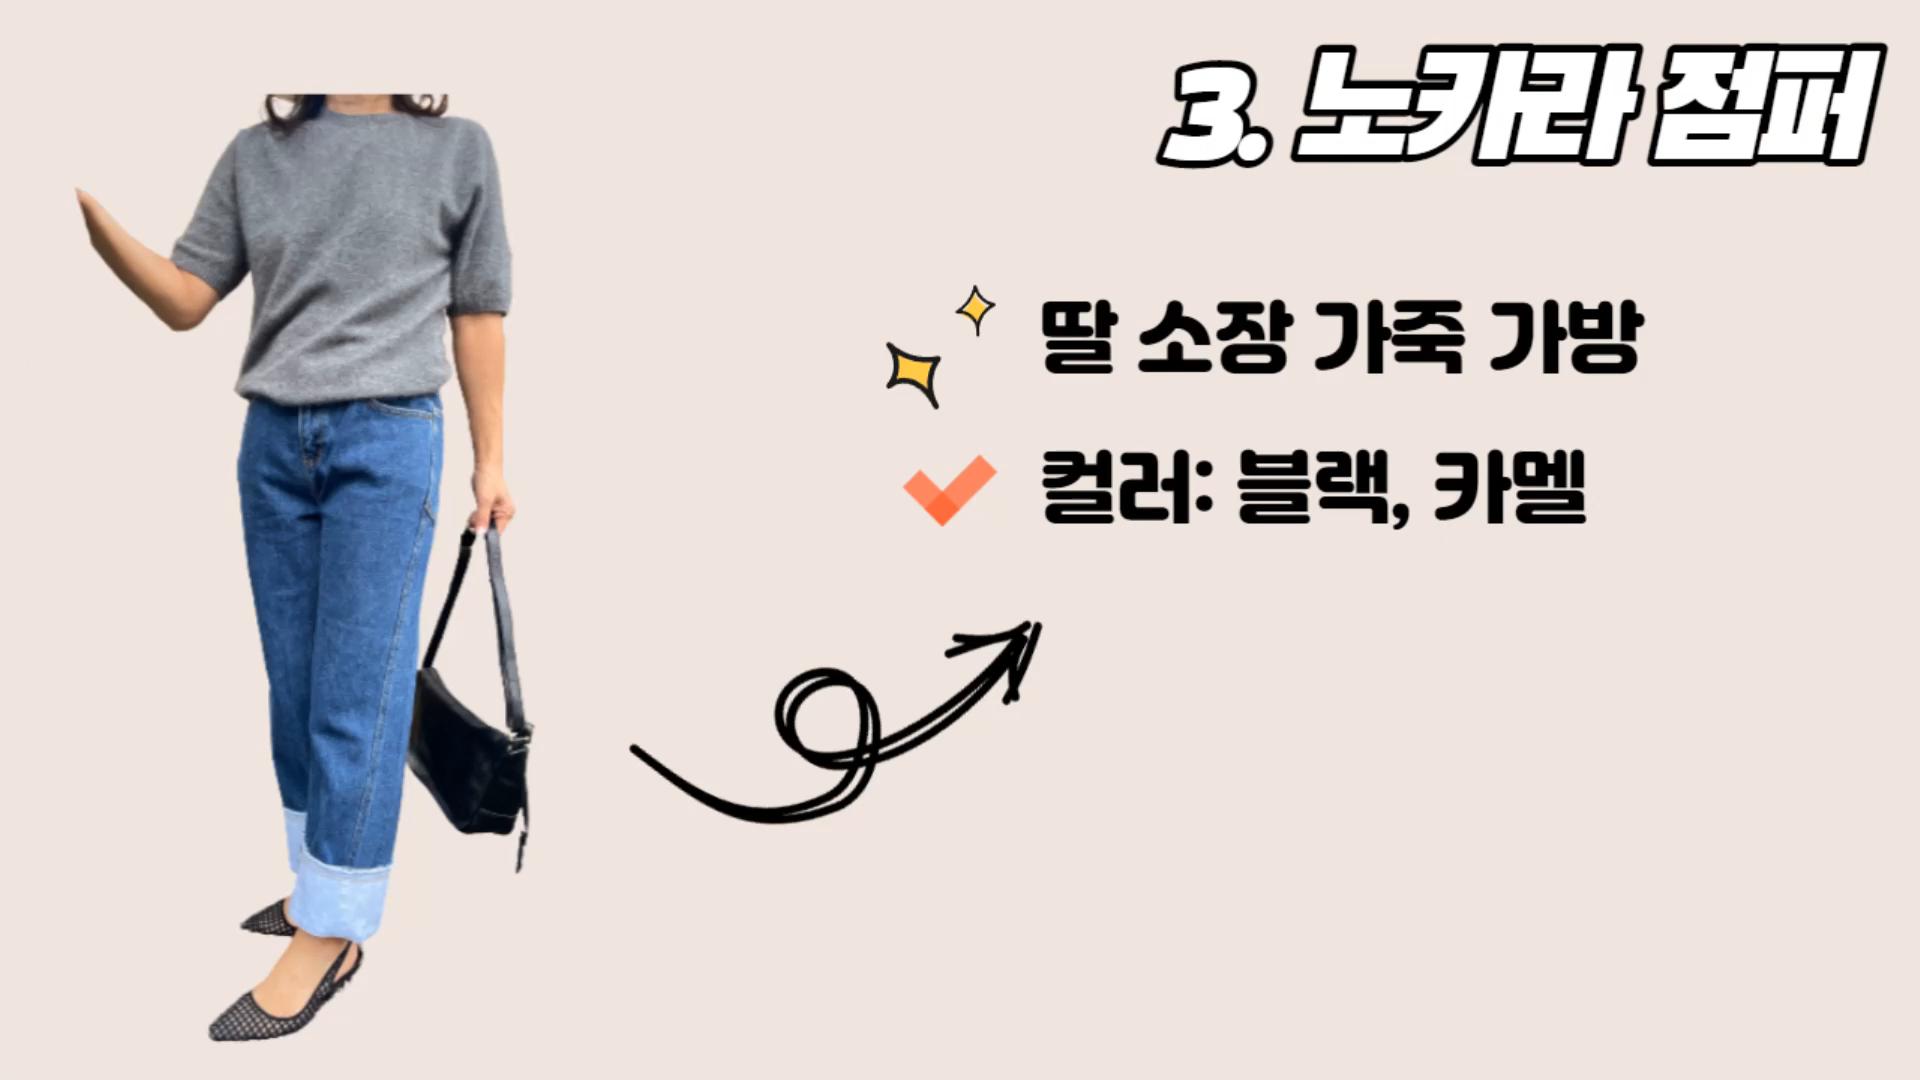 3. 노카라 점퍼
딸 소장 가죽 가방
컬러: 블랙, 카멜